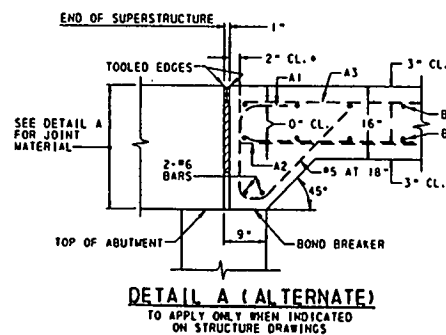 END OF SUPERSTRUCTURE
1"
2" CL.
TOOLED EDGES
A1
A3
3" CL.
SEE DETAIL A
FOR JOINT
MATERIAL
0" CL.
16"
B
B
2-#6
BARS
A2
#5 AT 18"
3" CL.
45°
TOP OF ABUTMENT
9"
BOND BREAKER
DETAIL A (ALTERNATE)
TO APPLY ONLY WHEN INDICATED
ON STRUCTURE DRAWINGS